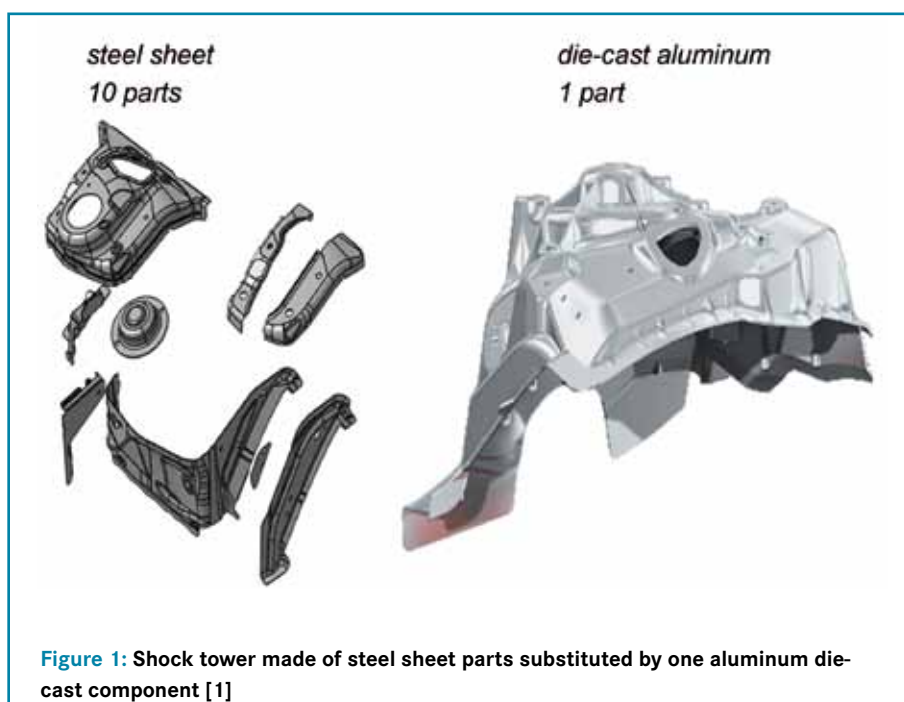 steel sheet
10 parts
die-cast aluminum
1 part
Figure 1: Shock tower made of steel sheet parts substituted by one aluminum die-
cast component [1]